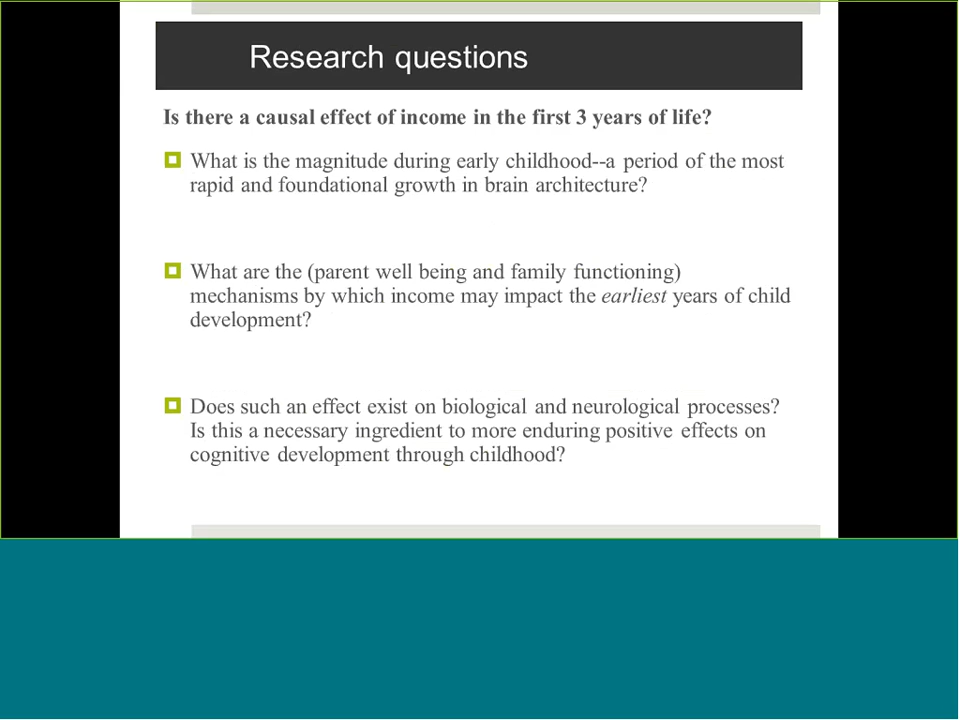 Research questions
Is there a causal effect of income in the first 3 years of life?
What is the magnitude during early childhood--a period of the most
rapid and foundational growth in brain architecture?
What are the (parent well being and family functioning)
mechanisms by which income may impact the earliest years of child
development?
Does such an effect exist on biological and neurological processes?
Is this a necessary ingredient to more enduring positive effects on
cognitive development through childhood?